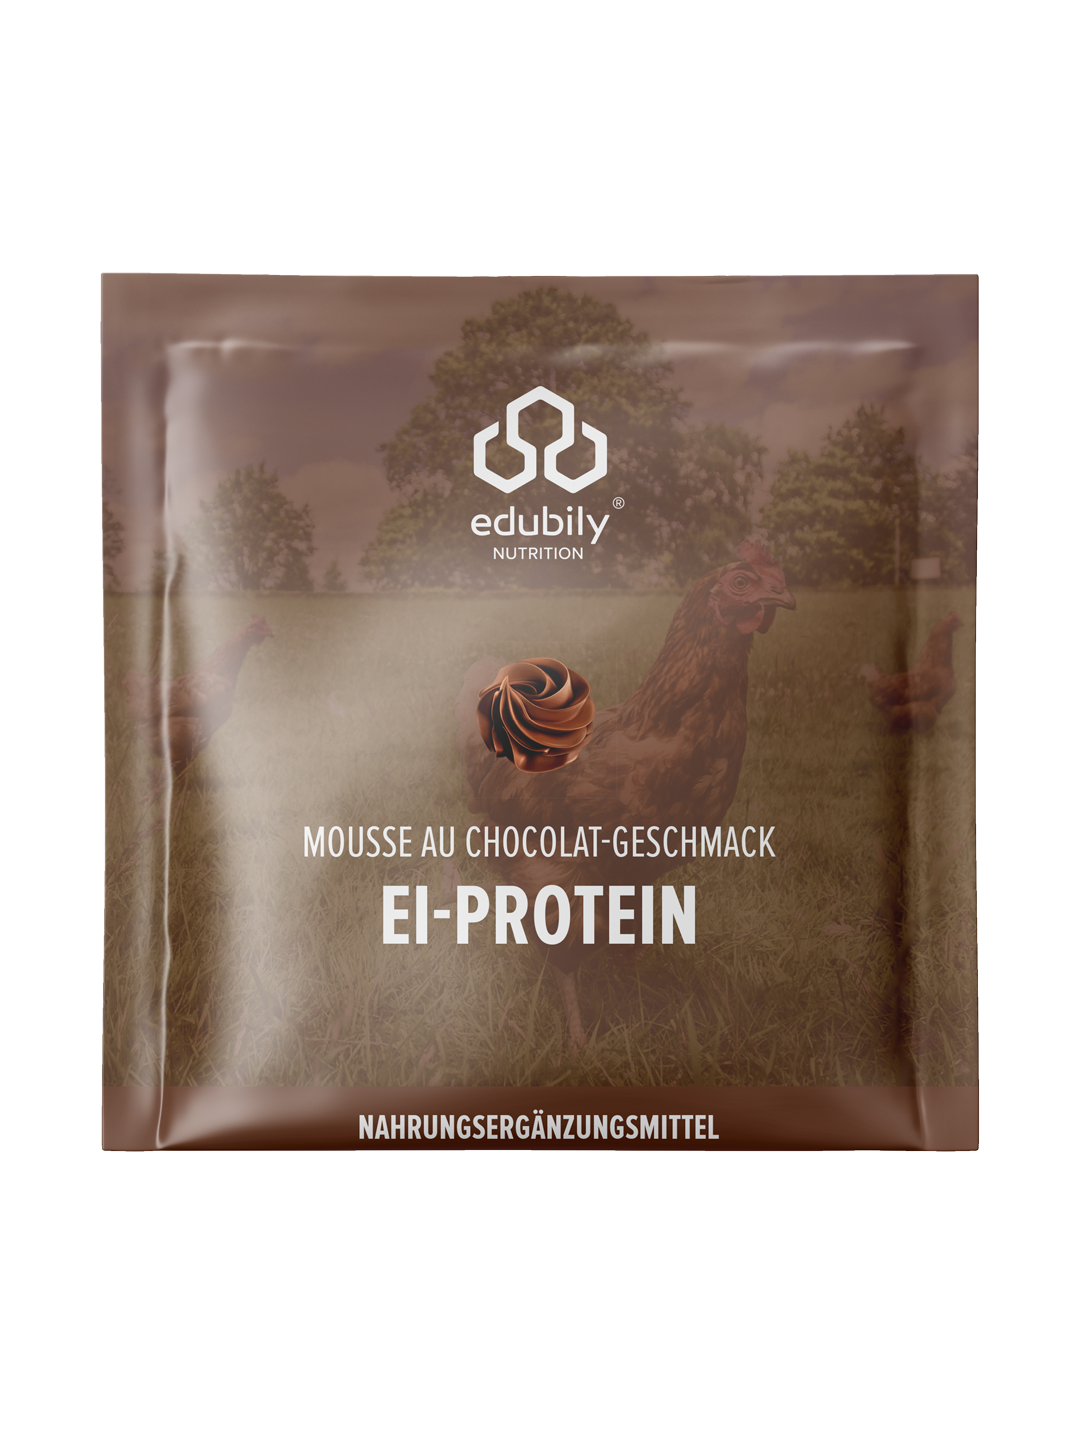 edubily®
NUTRITION
MOUSSE AU CHOCOLAT-GESCHMACK
EI-PROTEIN
NAHRUNGSERGÄNZUNGSMITTEL